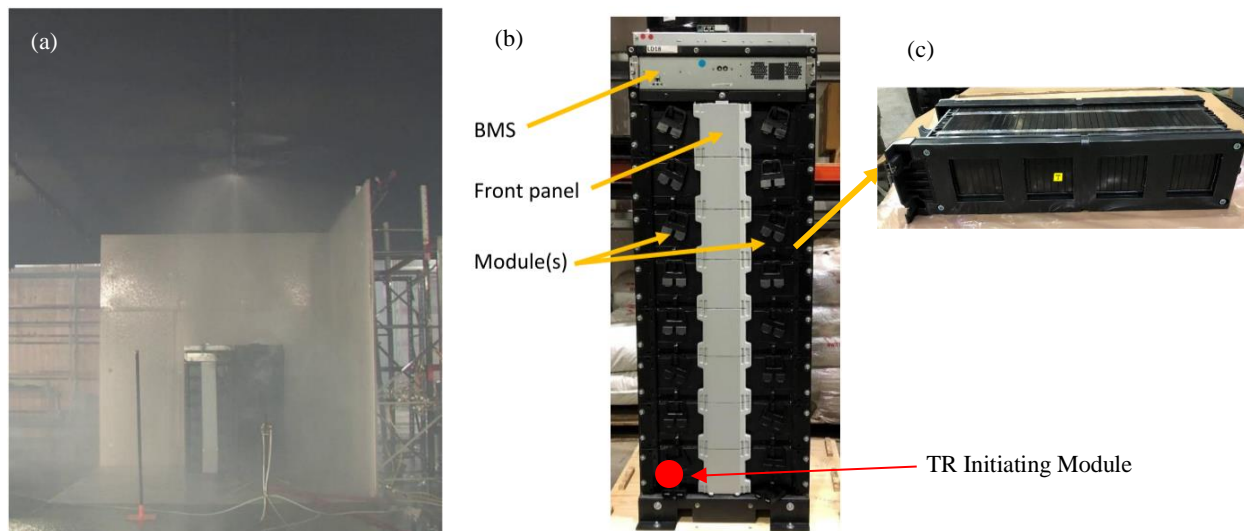 (a)
(b)
(c)
LD18
BMS
Front panel
Module(s)
TR Initiating Module